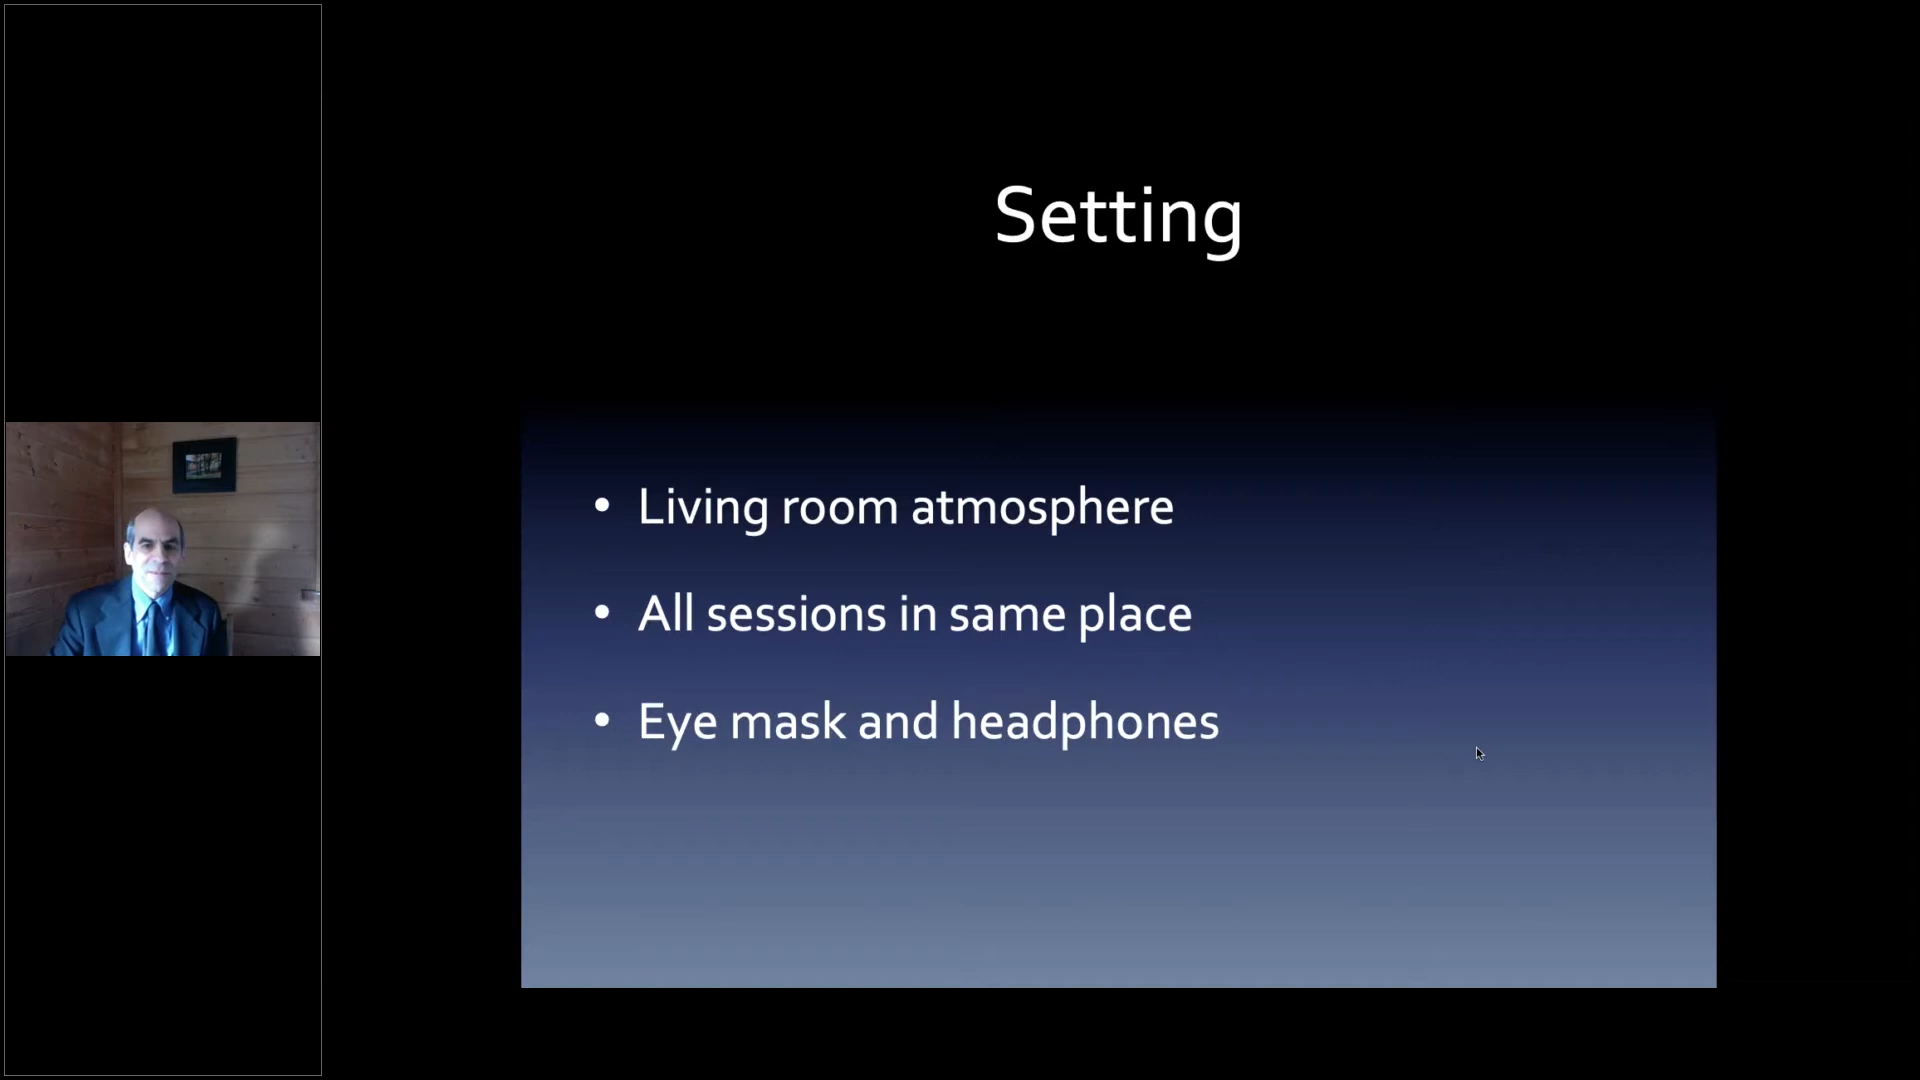 Setting
• Living room atmosphere
• All sessions in same place
• Eye mask and headphones